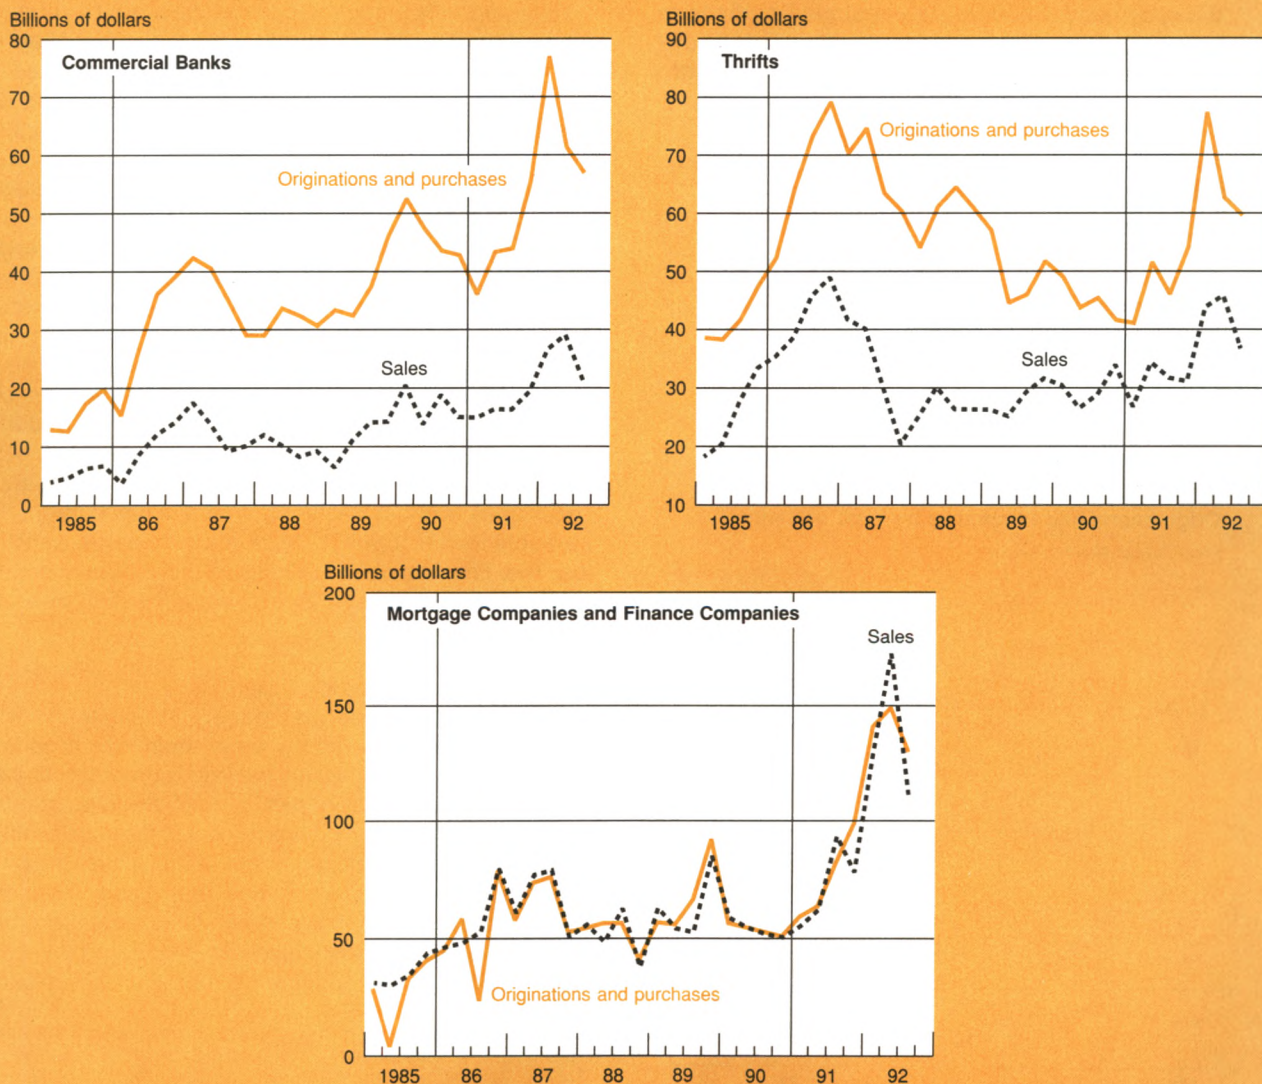 Billions of dollars
80
Commercial Banks
70
60
Originations and purchases
50
40
30
Sales
20
10
0
1985 86 87 88 89 90 91 92
Billions of dollars
90
Thrifts
80
Originations and purchases
70
60
50
40
Sales
30
20
10
1985 86 87 88 89 90 91 92
Billions of dollars
200
Mortgage Companies and Finance Companies
Sales
150
100
50
Originations and purchases
0
1985 86 87 88 89 90 91 92